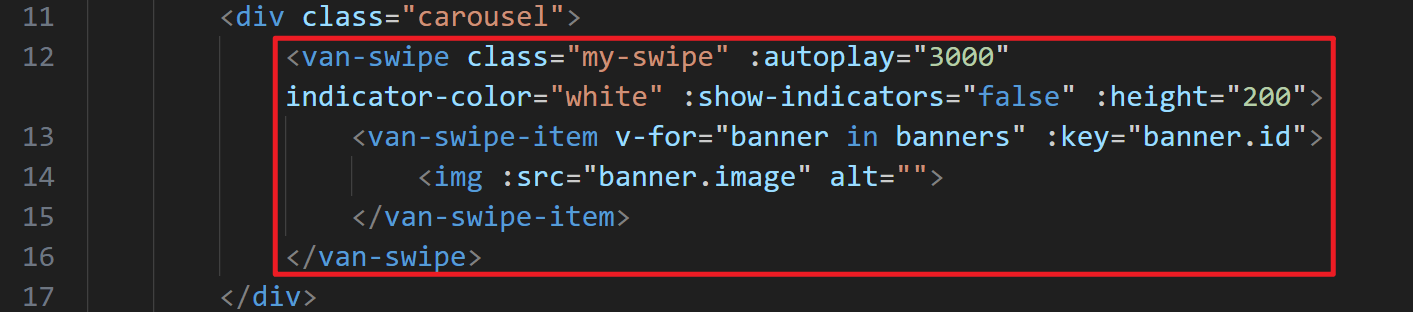 11 <div class="carousel">
12 <van-swipe class="my-swipe" :autoplay="3000"
indicator-color="white" :show-indicators="false" :height="200">
13 <van-swipe-item v-for="banner in banners" :key="banner.id">
14 <img :src="banner.image" alt="">
15 </van-swipe-item>
16 </van-swipe>
17 </div>